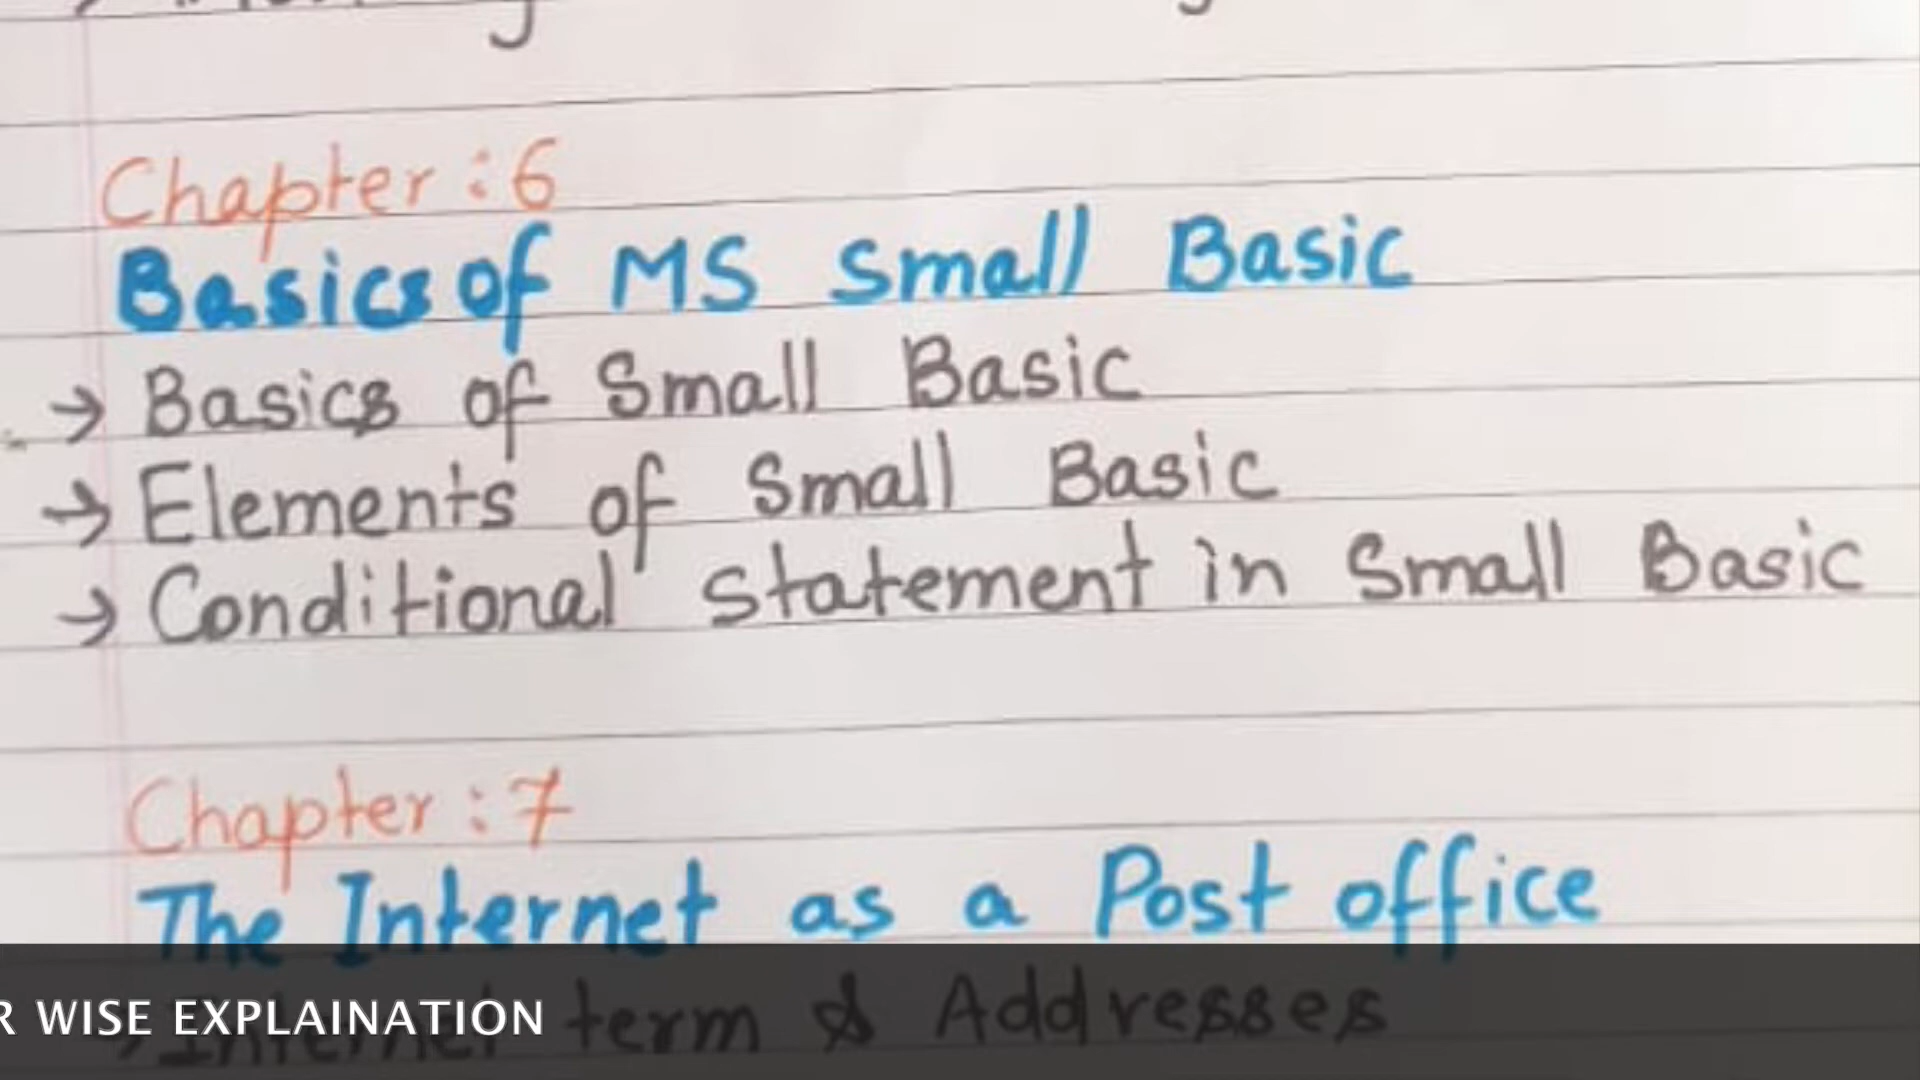 Chapter : 6
Basics of MS Small Basic
→ Basics of Small Basic
→ Elements of Small Basic
→ Conditional Statement in Small Basic
Chapter : 7
The Internet as a Post office
→ Internet term & Addresses
R WISE EXPLAINATION